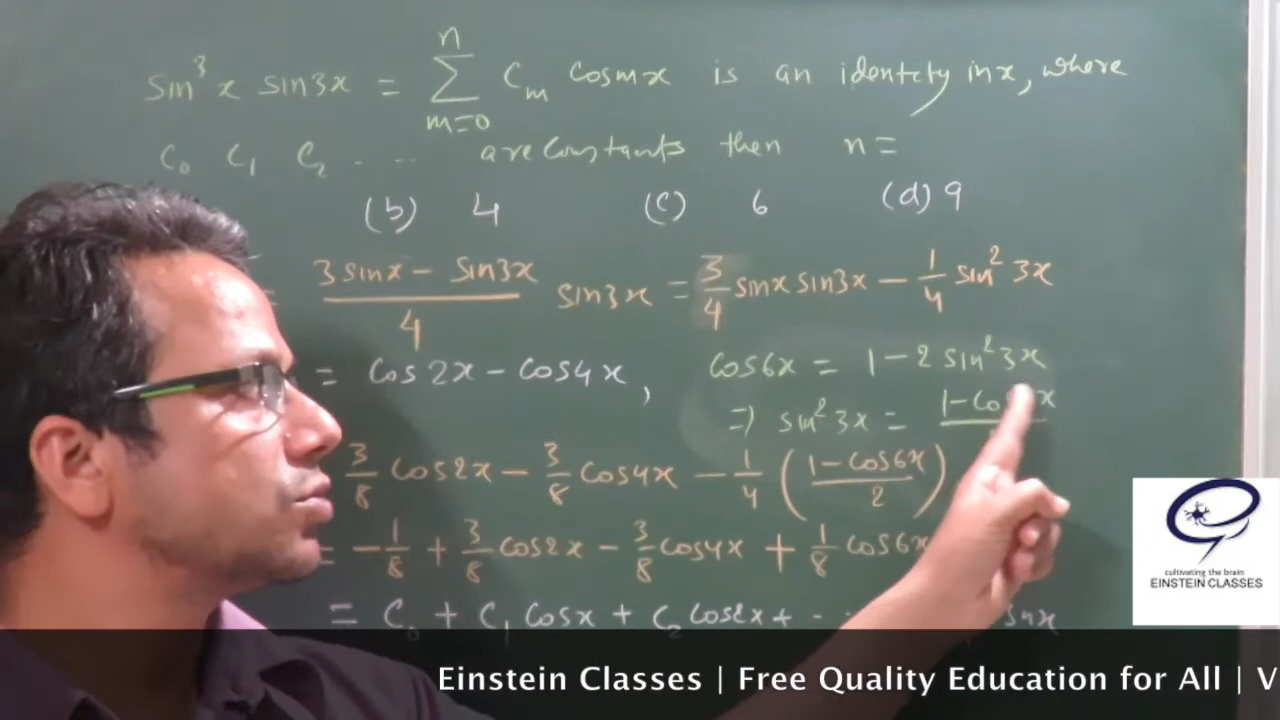 sin³x sin3x = ∑ⁿₘ₌₀ Cₘ Cosmx is an identity in x, where
C₀ C₁ C₂ . . . . . are constants then n =
(b) 4 (c) 6 (d) 9
= (3 sinx − sin3x)/4 sin3x = 3/4 sinx sin3x − 1/4 sin²3x
= Cos2x − Cos4x, Cos6x = 1 − 2 sin²3x
⇒ sin²3x = 1 − Co x
3/8 Cos2x − 3/8 Cos4x − 1/4 ((1 − Cos6x)/2)
= −1/8 + 3/8 Cos2x − 3/8 Cos4x + 1/8 Cos6x
= C₀ + C₁ Cosx + C₂ Cos2x + . .
cultivating the brain
EINSTEIN CLASSES
Einstein Classes | Free Quality Education for All | V